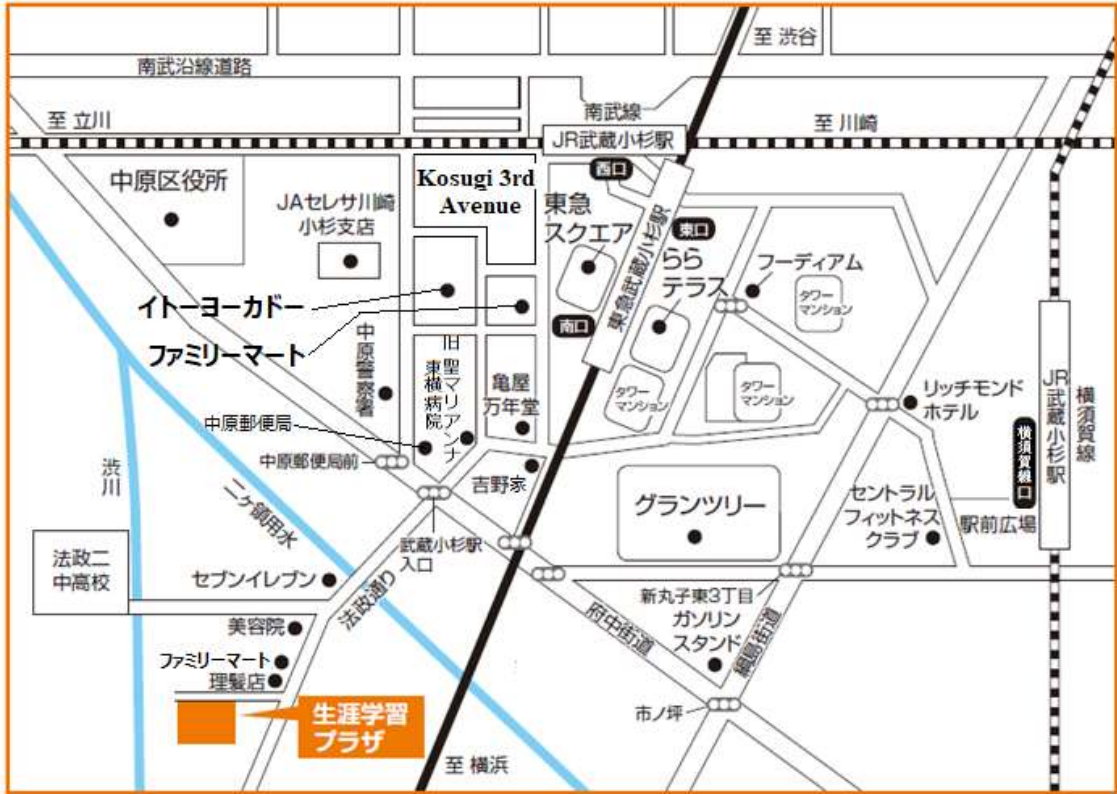 至 渋谷
南武沿線道路
南武線
至 立川
至 川崎
JR武蔵小杉駅
中原区役所
JAセレサ川崎
小杉支店
Kosugi 3rd
Avenue
西口
東急
スクエア
東急武蔵小杉駅
東口
らら
テラス
フーディアム
タワー
マンション
イトーヨーカドー
ファミリーマート
南口
中原警察署
旧 聖マリアンナ
東横病院
亀屋
万年堂
タワー
マンション
タワー
マンション
リッチモンド
ホテル
JR武蔵小杉駅
横須賀線
横須賀線口
中原郵便局
中原郵便局前
渋川
二ヶ領用水
吉野家
グランツリー
セントラル
フィットネス
クラブ
駅前広場
法政二
中高校
武蔵小杉駅
入口
セブンイレブン
法政通り
新丸子東3丁目
ガソリン
スタンド
府中街道
綱島街道
美容院
ファミリーマート
理髪店
生涯学習
プラザ
市ノ坪
至 横浜